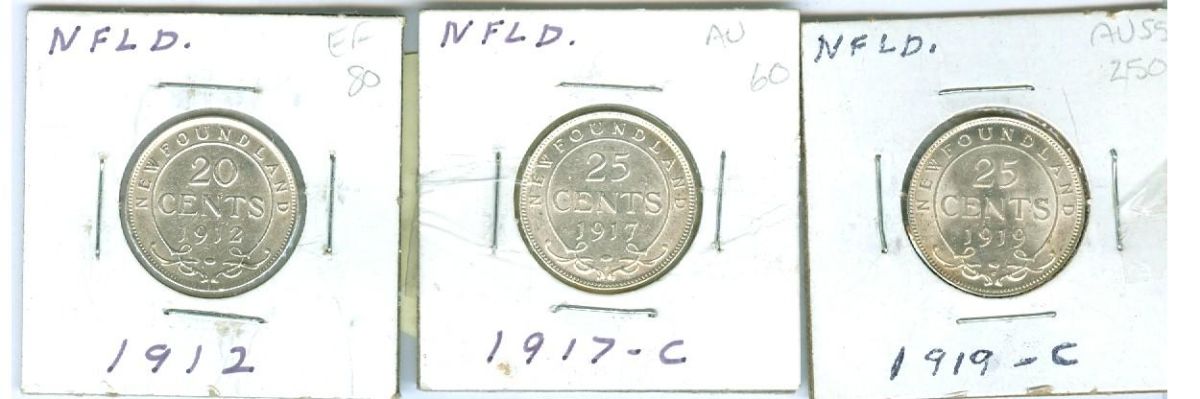 NFLD.
EF
80
NEWFOUNDLAND
20
CENTS
1912
1912
NFLD.
AU
60
NEWFOUNDLAND
25
CENTS
1917
1917-C
NFLD.
AU55
250
NEWFOUNDLAND
25
CENTS
1919
1919-C